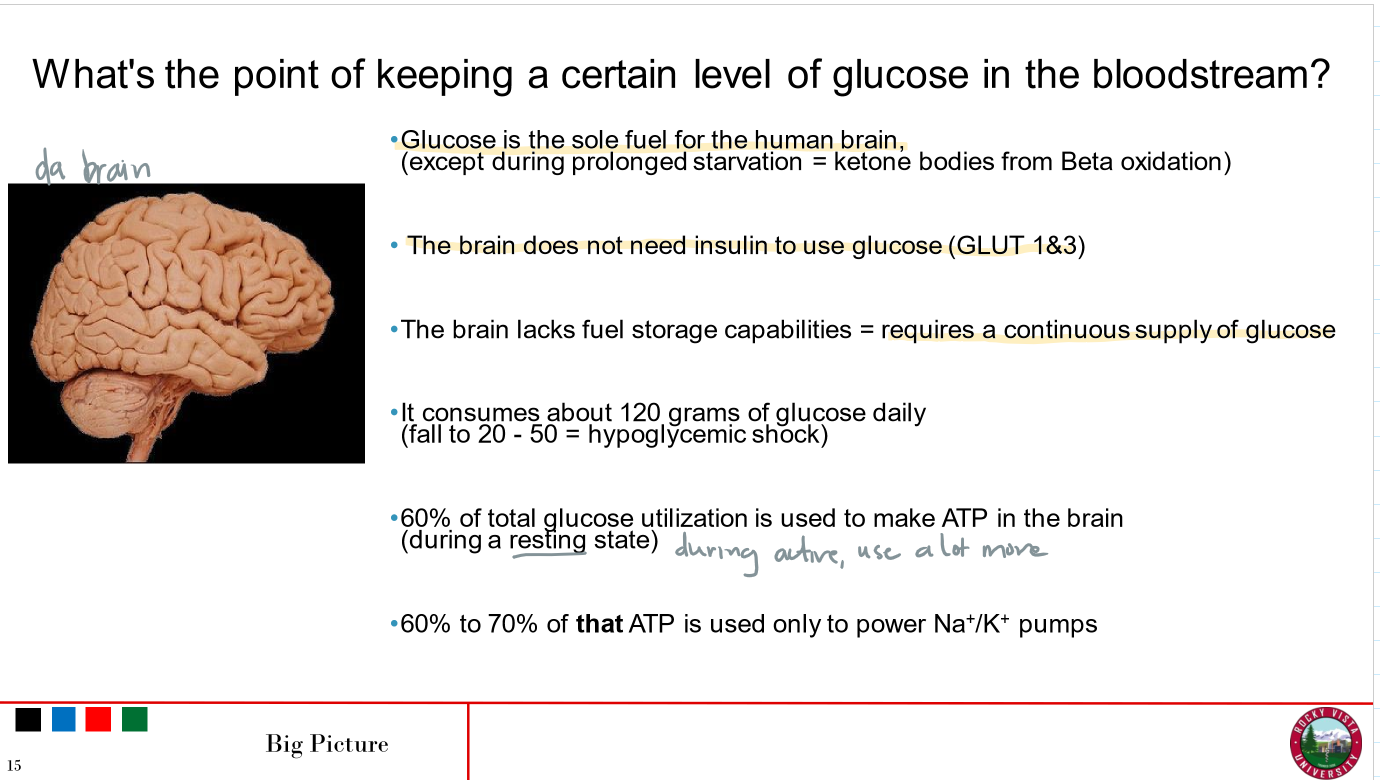 What's the point of keeping a certain level of glucose in the bloodstream?
da brain
•Glucose is the sole fuel for the human brain,
(except during prolonged starvation = ketone bodies from Beta oxidation)
• The brain does not need insulin to use glucose (GLUT 1&3)
•The brain lacks fuel storage capabilities = requires a continuous supply of glucose
•It consumes about 120 grams of glucose daily
(fall to 20 - 50 = hypoglycemic shock)
•60% of total glucose utilization is used to make ATP in the brain
(during a resting state) during active, use a lot more
•60% to 70% of that ATP is used only to power Na⁺/K⁺ pumps
Big Picture
15
ROCKY VISTA
UNIVERSITY